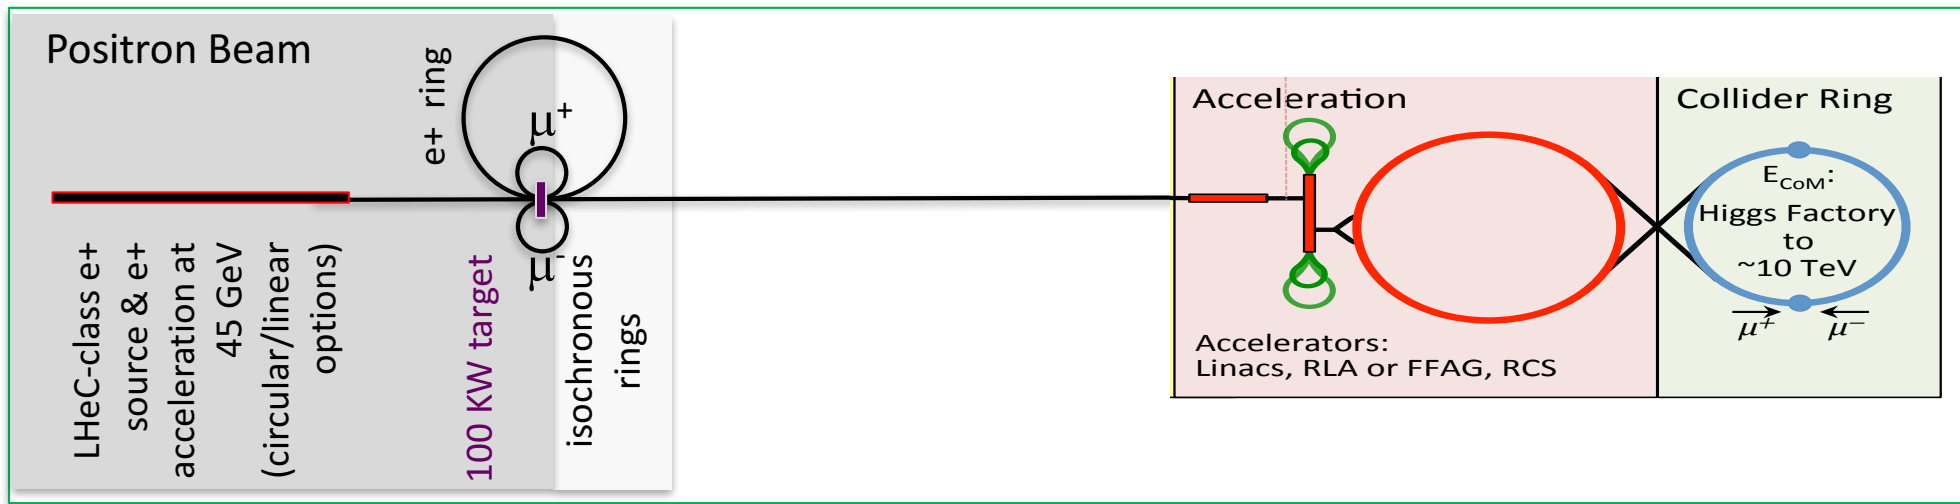 Positron Beam
e+ ring
μ+
μ-
LHeC-class e+
source & e+
acceleration at
45 GeV
(circular/linear
options)
100 KW target
isochronous
rings
Acceleration
Accelerators:
Linacs, RLA or FFAG, RCS
Collider Ring
ECoM:
Higgs Factory
to
~10 TeV
μ+ μ−